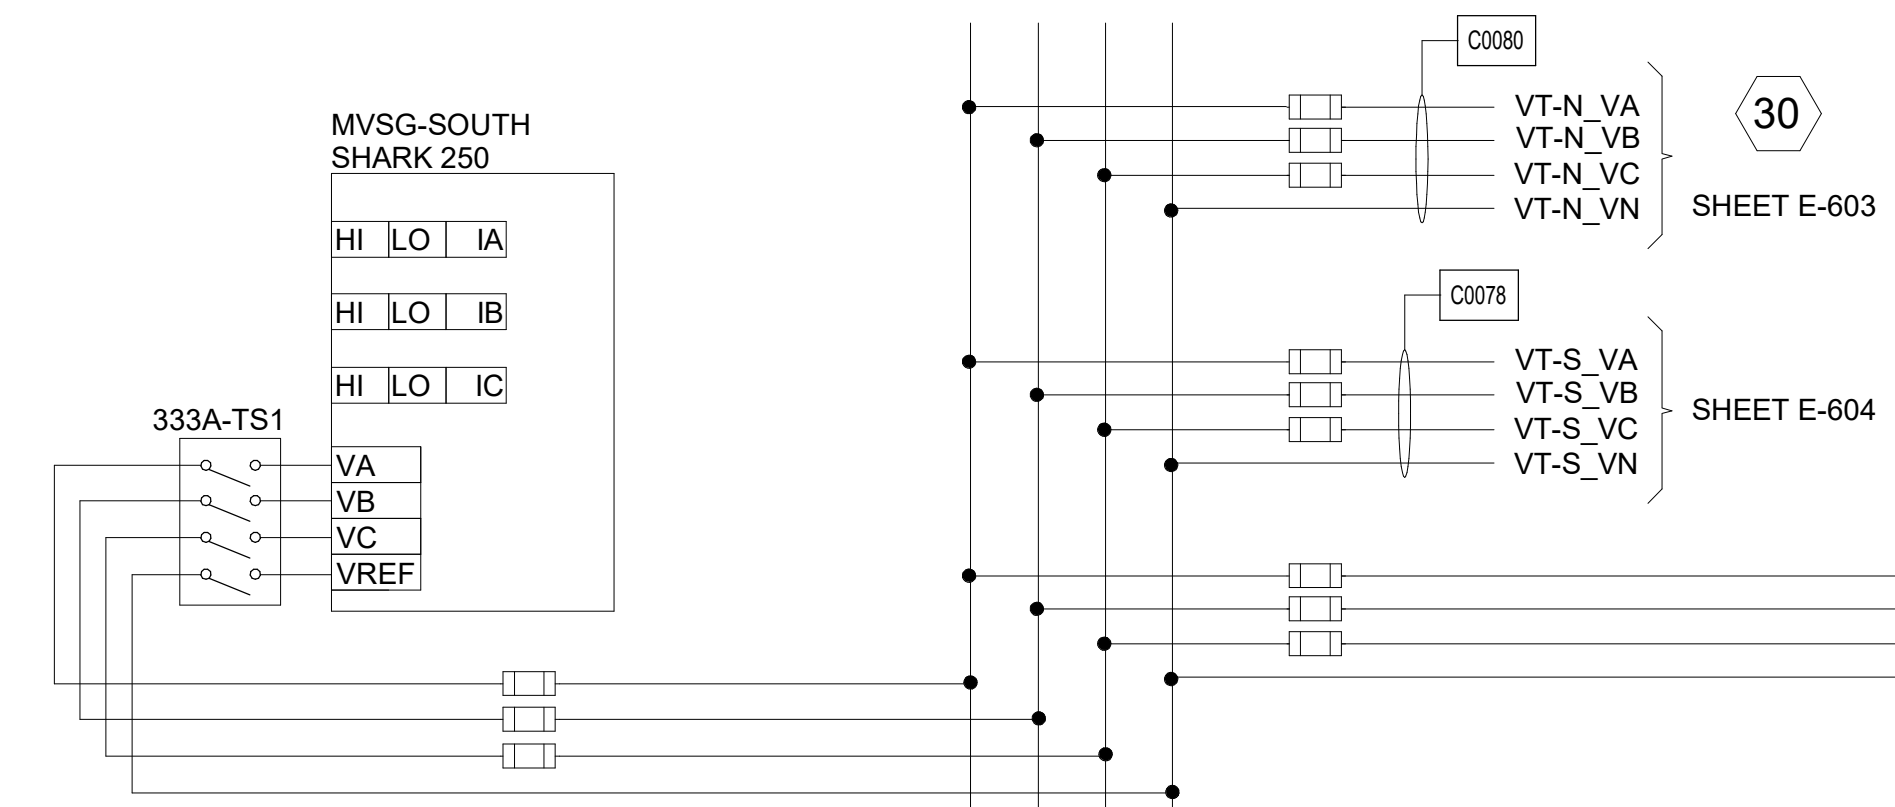 MVSG-SOUTH
SHARK 250
HI LO IA
HI LO IB
HI LO IC
333A-TS1
VA
VB
VC
VREF
C0080
VT-N_VA
VT-N_VB
VT-N_VC
VT-N_VN
30
SHEET E-603
C0078
VT-S_VA
VT-S_VB
VT-S_VC
VT-S_VN
SHEET E-604